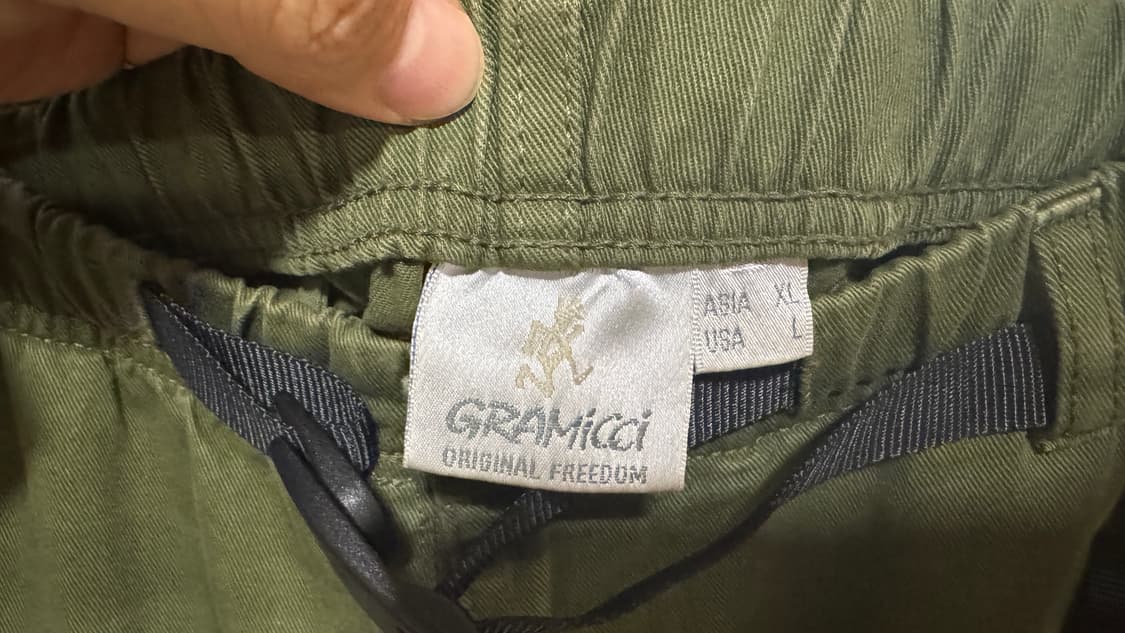 GRAMiCCi
ORIGINAL FREEDOM
ASIA XL
USA L